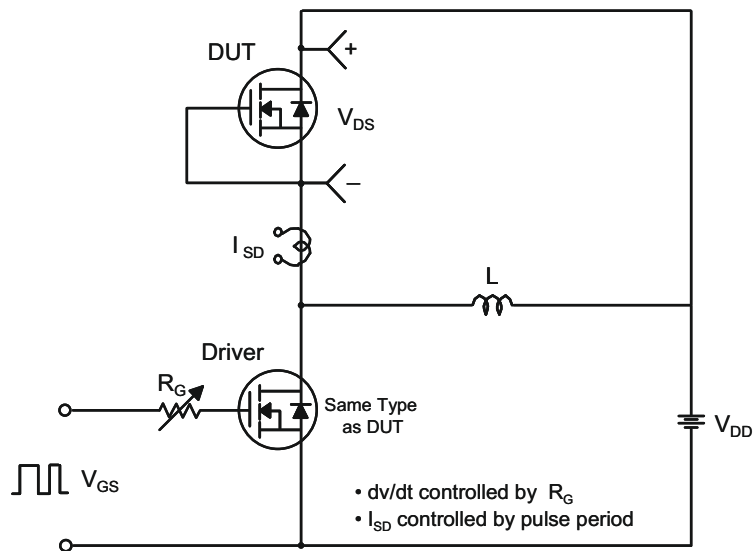 DUT
+
V_DS
–
I_SD
L
Driver
R_G
Same Type
as DUT
V_DD
V_GS
• dv/dt controlled by R_G
• I_SD controlled by pulse period